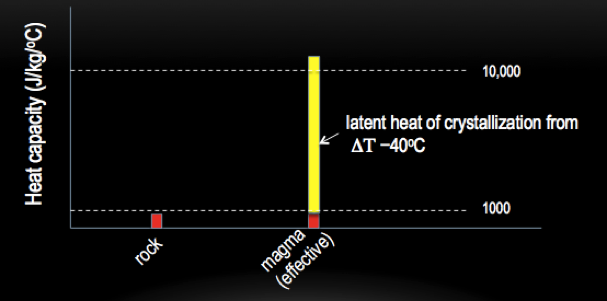 Heat capacity (J/kg/ºC)
10,000
latent heat of crystallization from
ΔT –40ºC
1000
rock
magma
(effective)